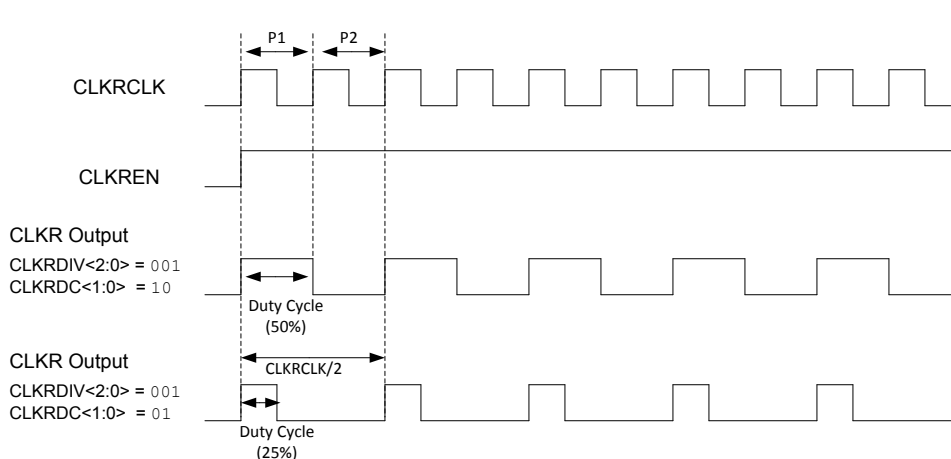 P1
P2
CLKRCLK
CLKREN
CLKR Output
CLKRDIV<2:0> = 001
CLKRDC<1:0> = 10
Duty Cycle
(50%)
CLKR Output
CLKRCLK/2
CLKRDIV<2:0> = 001
CLKRDC<1:0> = 01
Duty Cycle
(25%)